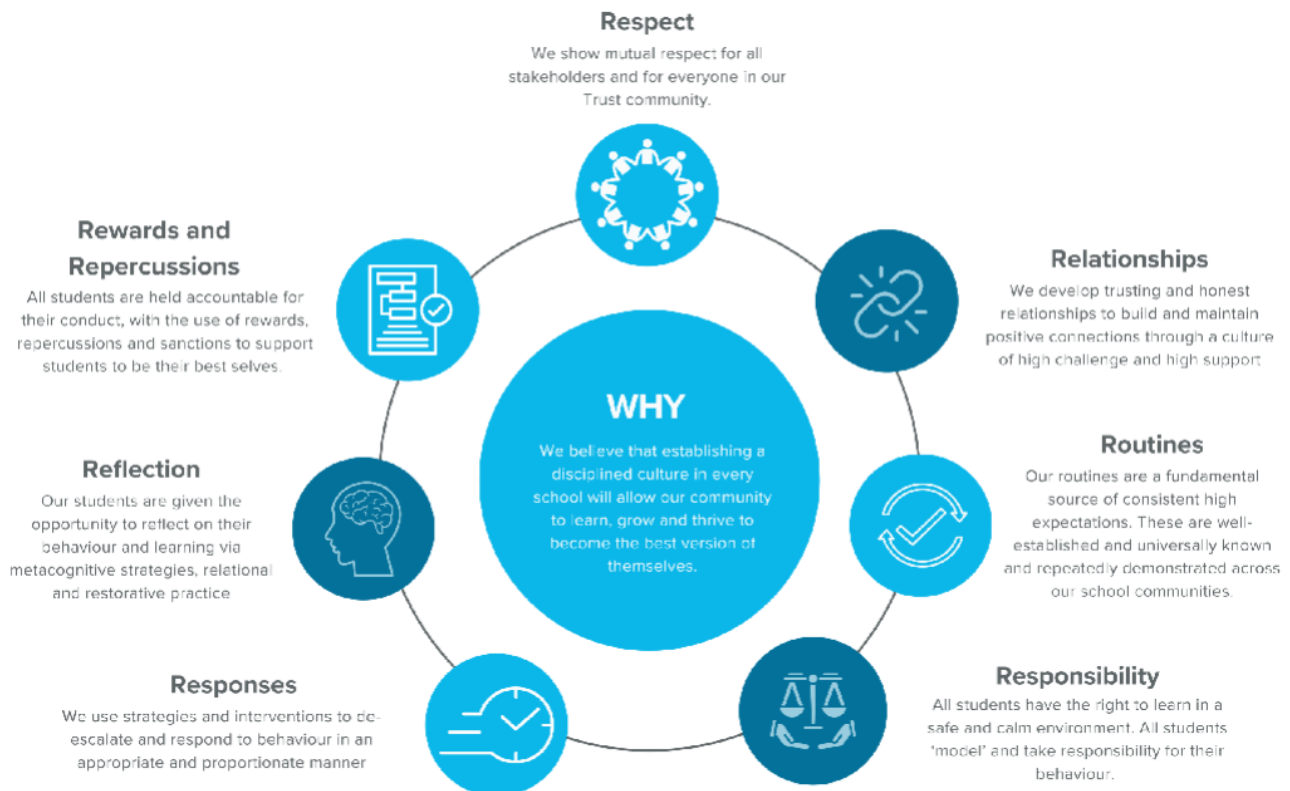 Respect
We show mutual respect for all
stakeholders and for everyone in our
Trust community.
Relationships
We develop trusting and honest
relationships to build and maintain
positive connections through a culture
of high challenge and high support
Routines
Our routines are a fundamental
source of consistent high
expectations. These are well-
established and universally known
and repeatedly demonstrated across
our school communities.
Responsibility
All students have the right to learn in a
safe and calm environment. All students
'model' and take responsibility for their
behaviour.
Responses
We use strategies and interventions to de-
escalate and respond to behaviour in an
appropriate and proportionate manner
Reflection
Our students are given the
opportunity to reflect on their
behaviour and learning via
metacognitive strategies, relational
and restorative practice
Rewards and
Repercussions
All students are held accountable for
their conduct, with the use of rewards,
repercussions and sanctions to support
students to be their best selves.
WHY
We believe that establishing a
disciplined culture in every
school will allow our community
to learn, grow and thrive to
become the best version of
themselves.